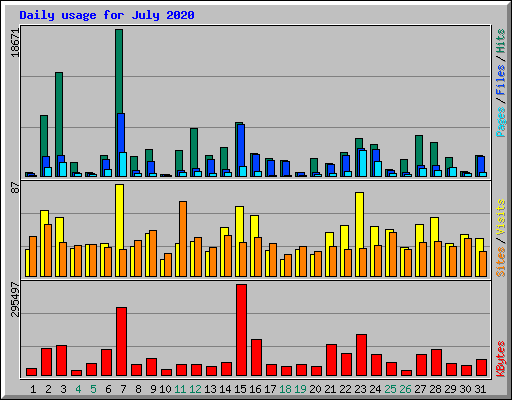 Daily usage for July 2020
18671
Pages / Files / Hits
87
Sites / Visits
295497
KBytes
1 2 3 4 5 6 7 8 9 10 11 12 13 14 15 16 17 18 19 20 21 22 23 24 25 26 27 28 29 30 31